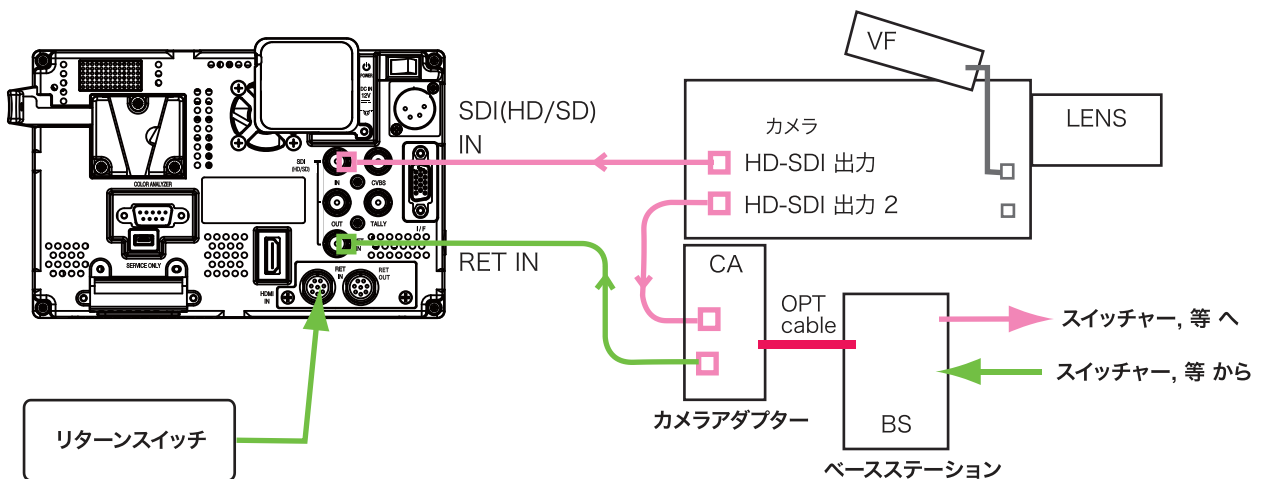 POWER
DC IN
12V
SDI
(HD/SD)
IN
CVBS
COLOR ANALYZER
OUT
TALLY
I/F
IN
SERVICE ONLY
HDMI
IN
RET
IN
RET
OUT
SDI(HD/SD)
IN
RET IN
リターンスイッチ
VF
LENS
カメラ
HD-SDI 出力
HD-SDI 出力 2
CA
カメラアダプター
OPT
cable
BS
ベースステーション
スイッチャー, 等 へ
スイッチャー, 等 から